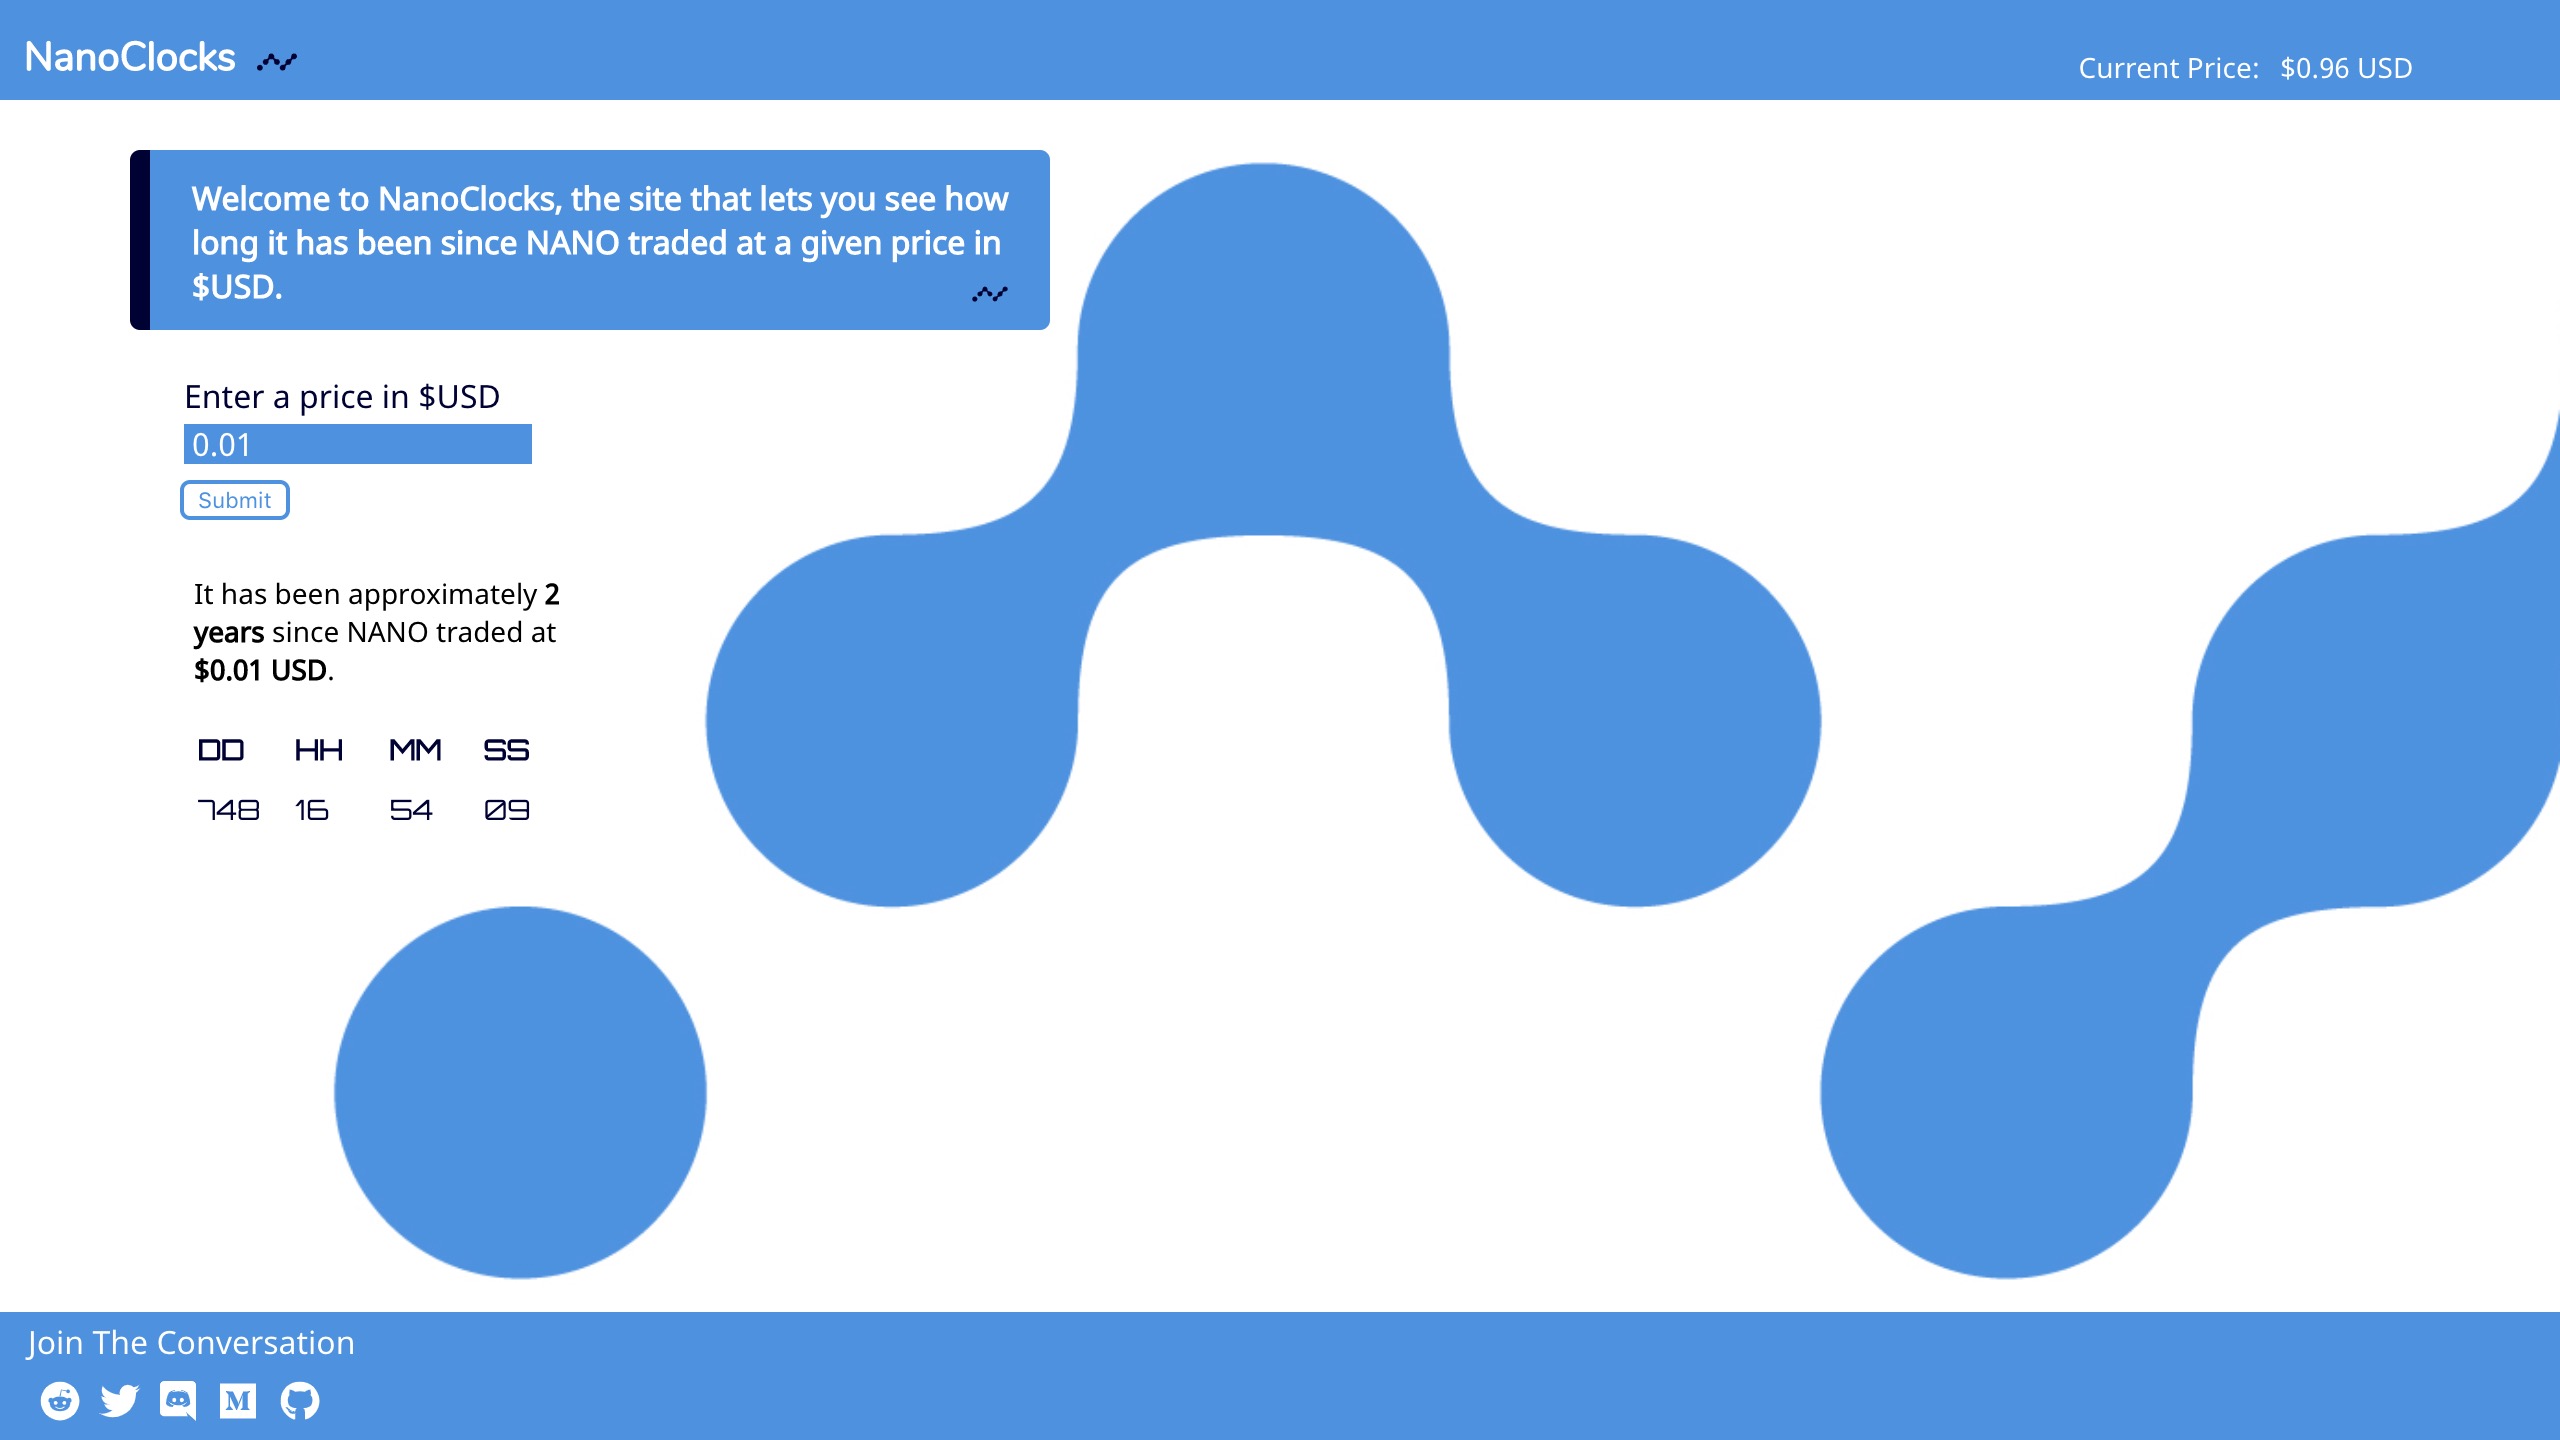 NanoClocks
Current Price: $0.96 USD
Welcome to NanoClocks, the site that lets you see how
long it has been since NANO traded at a given price in
$USD.
Enter a price in $USD
0.01
Submit
It has been approximately 2
years since NANO traded at
$0.01 USD.
DD HH MM SS
748 16 54 09
Join The Conversation
M